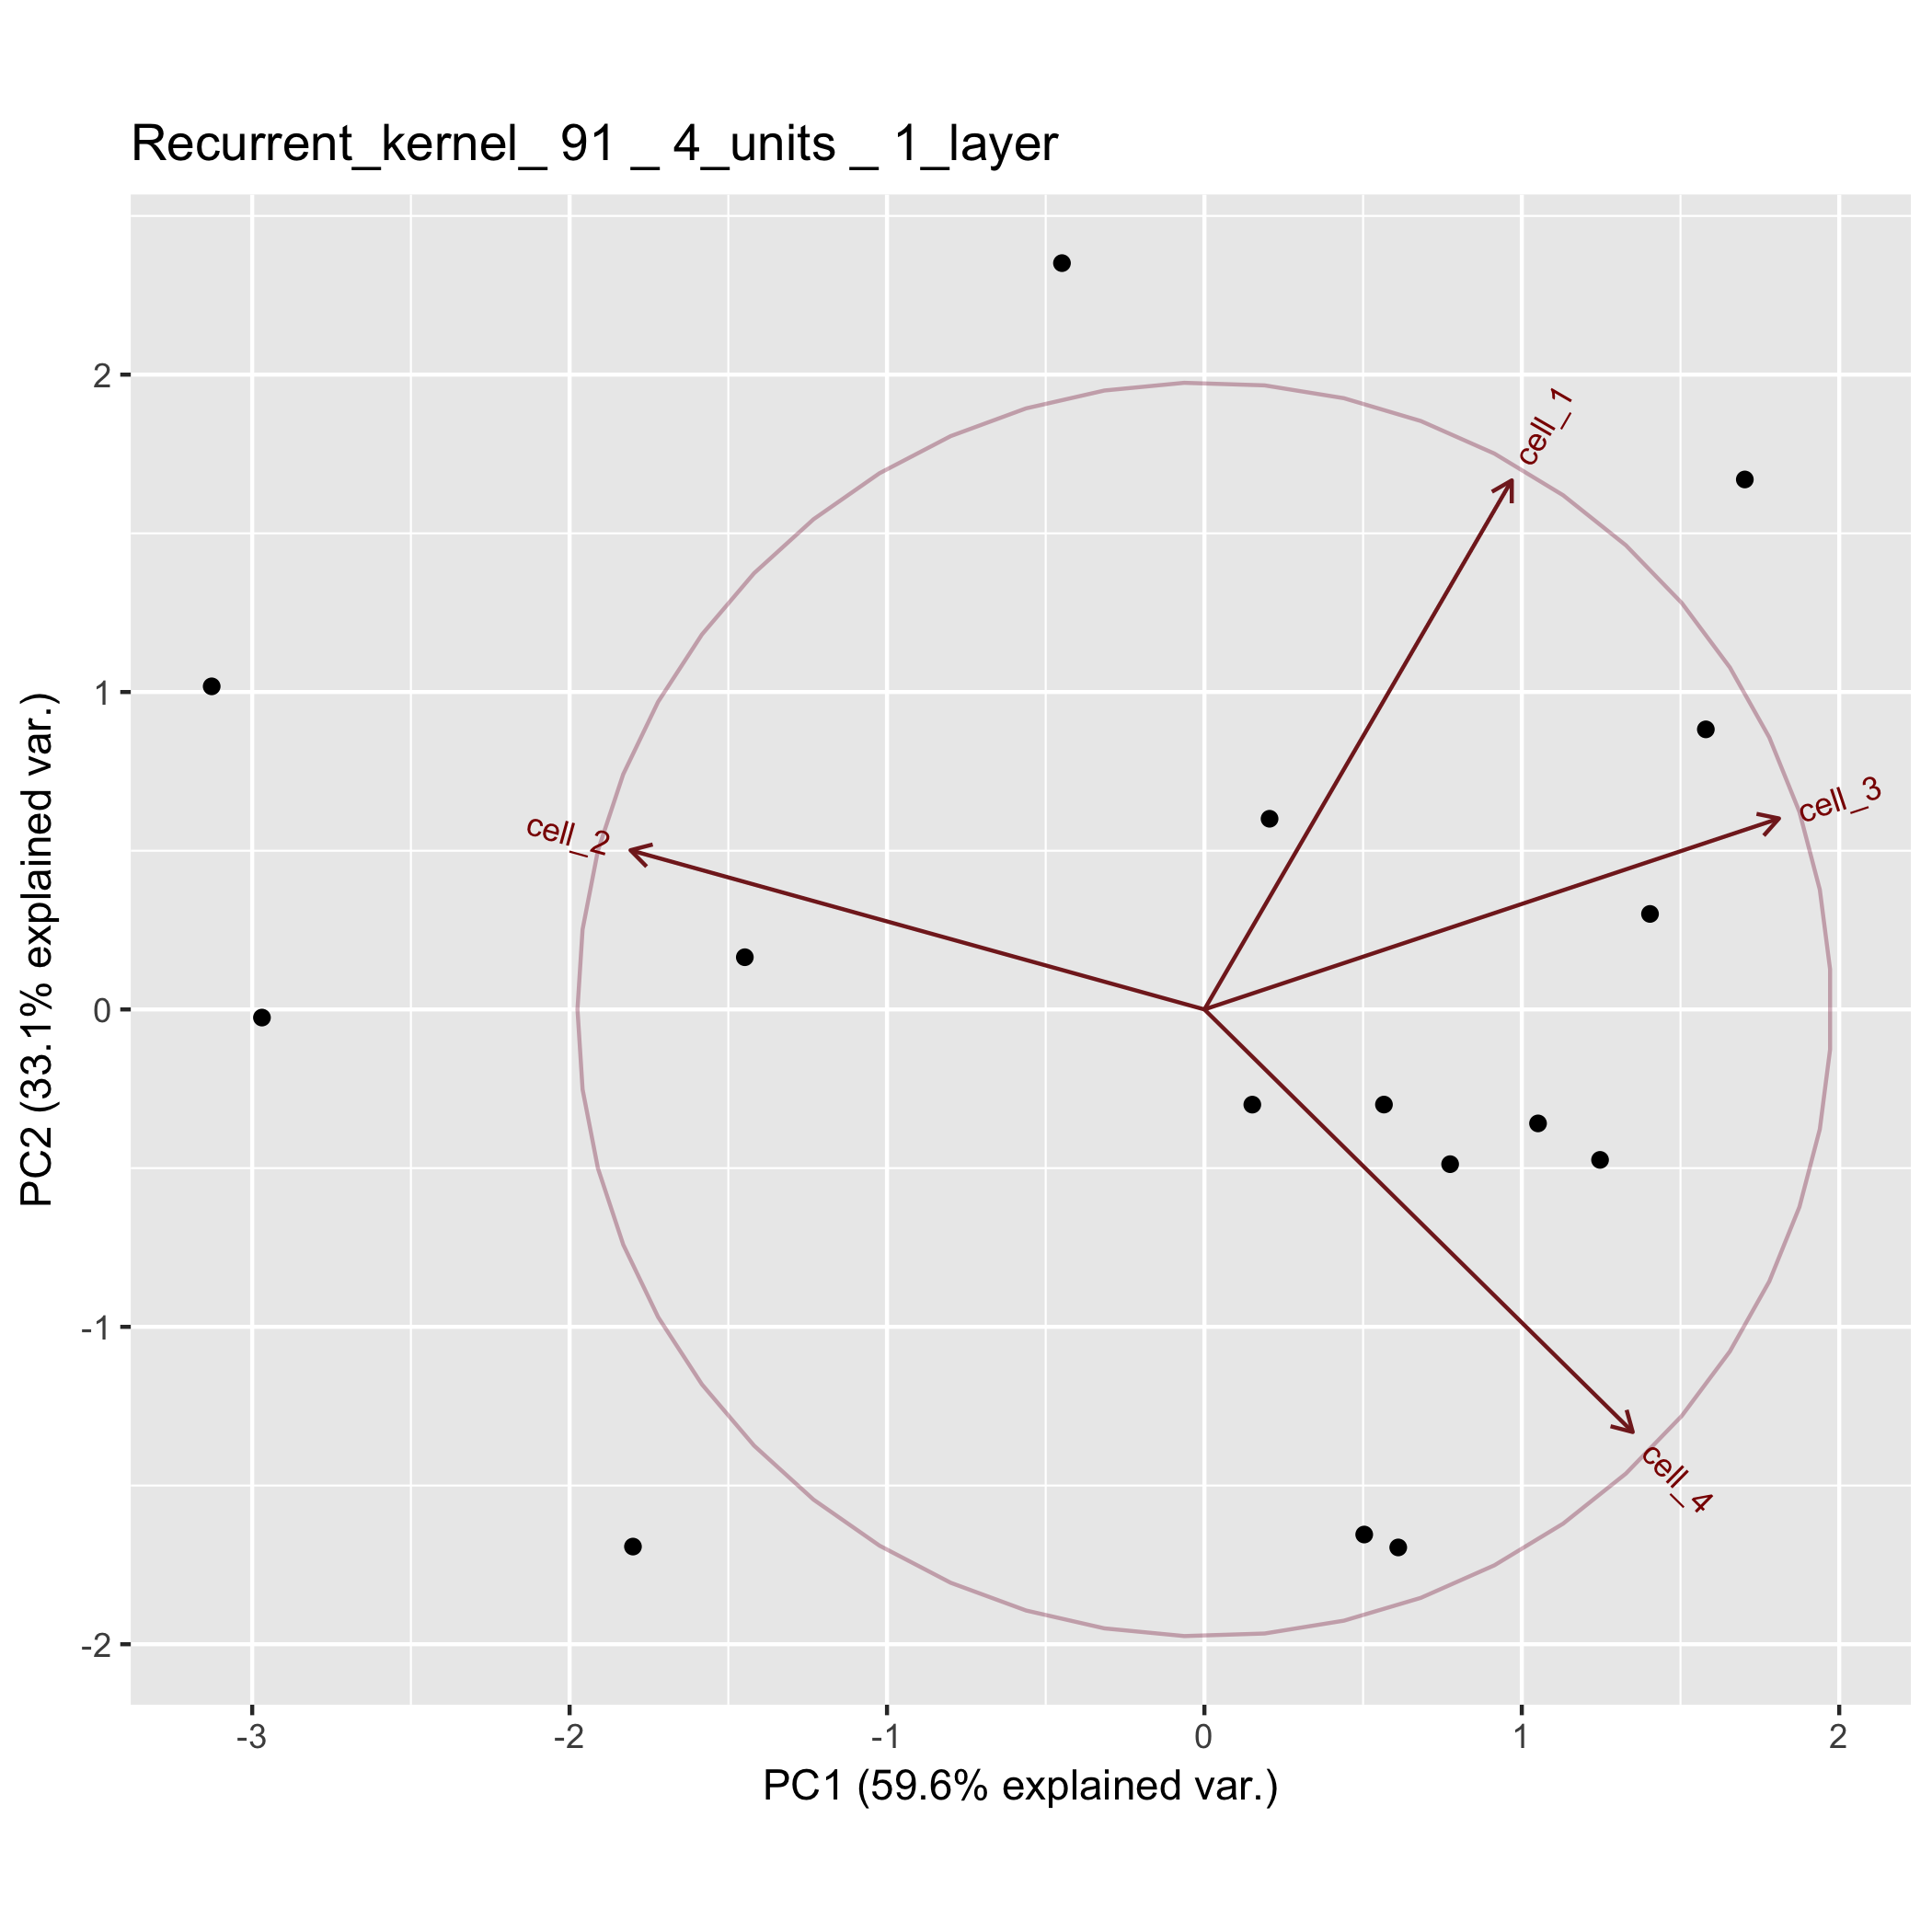 Recurrent_kernel_ 91 _ 4_units _ 1_layer
PC2 (33.1% explained var.)
2
1
0
-1
-2
cell_1
cell_2
cell_3
cell_4
-3
-2
-1
0
1
2
PC1 (59.6% explained var.)